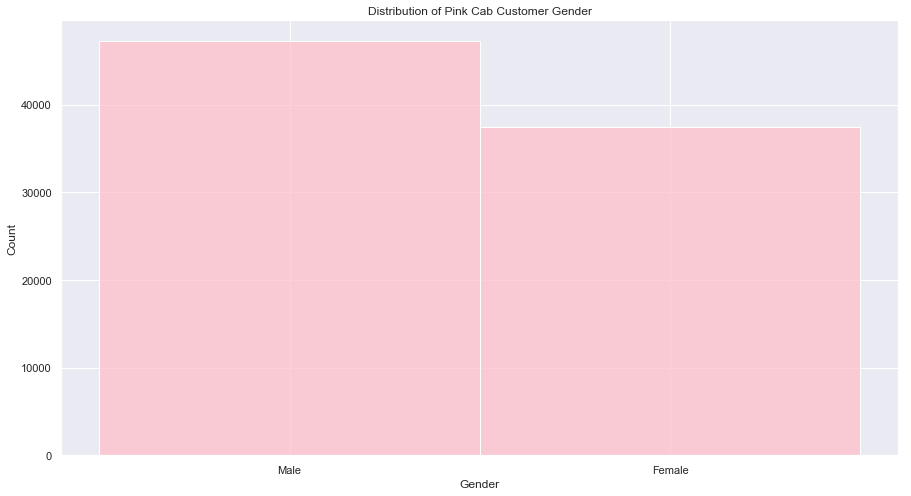 Distribution of Pink Cab Customer Gender
40000
30000
20000
10000
0
Count
Male Female
Gender